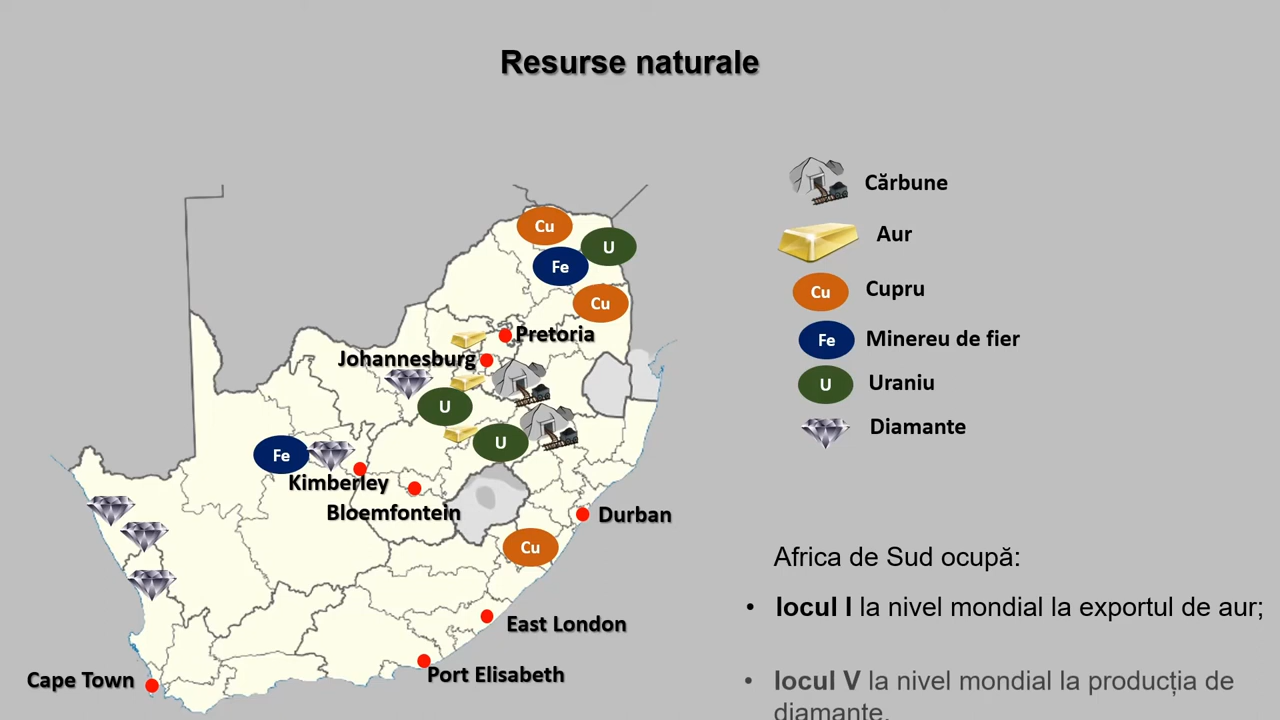 Resurse naturale
Cărbune
Aur
Cu Cupru
Fe Minereu de fier
U Uraniu
Diamante
Cu
U
Fe
Cu
Pretoria
Johannesburg
U
U
Fe
Kimberley
Bloemfontein
Durban
Cu
East London
Port Elisabeth
Cape Town
Africa de Sud ocupă:
• locul I la nivel mondial la exportul de aur;
• locul V la nivel mondial la producția de
diamante.